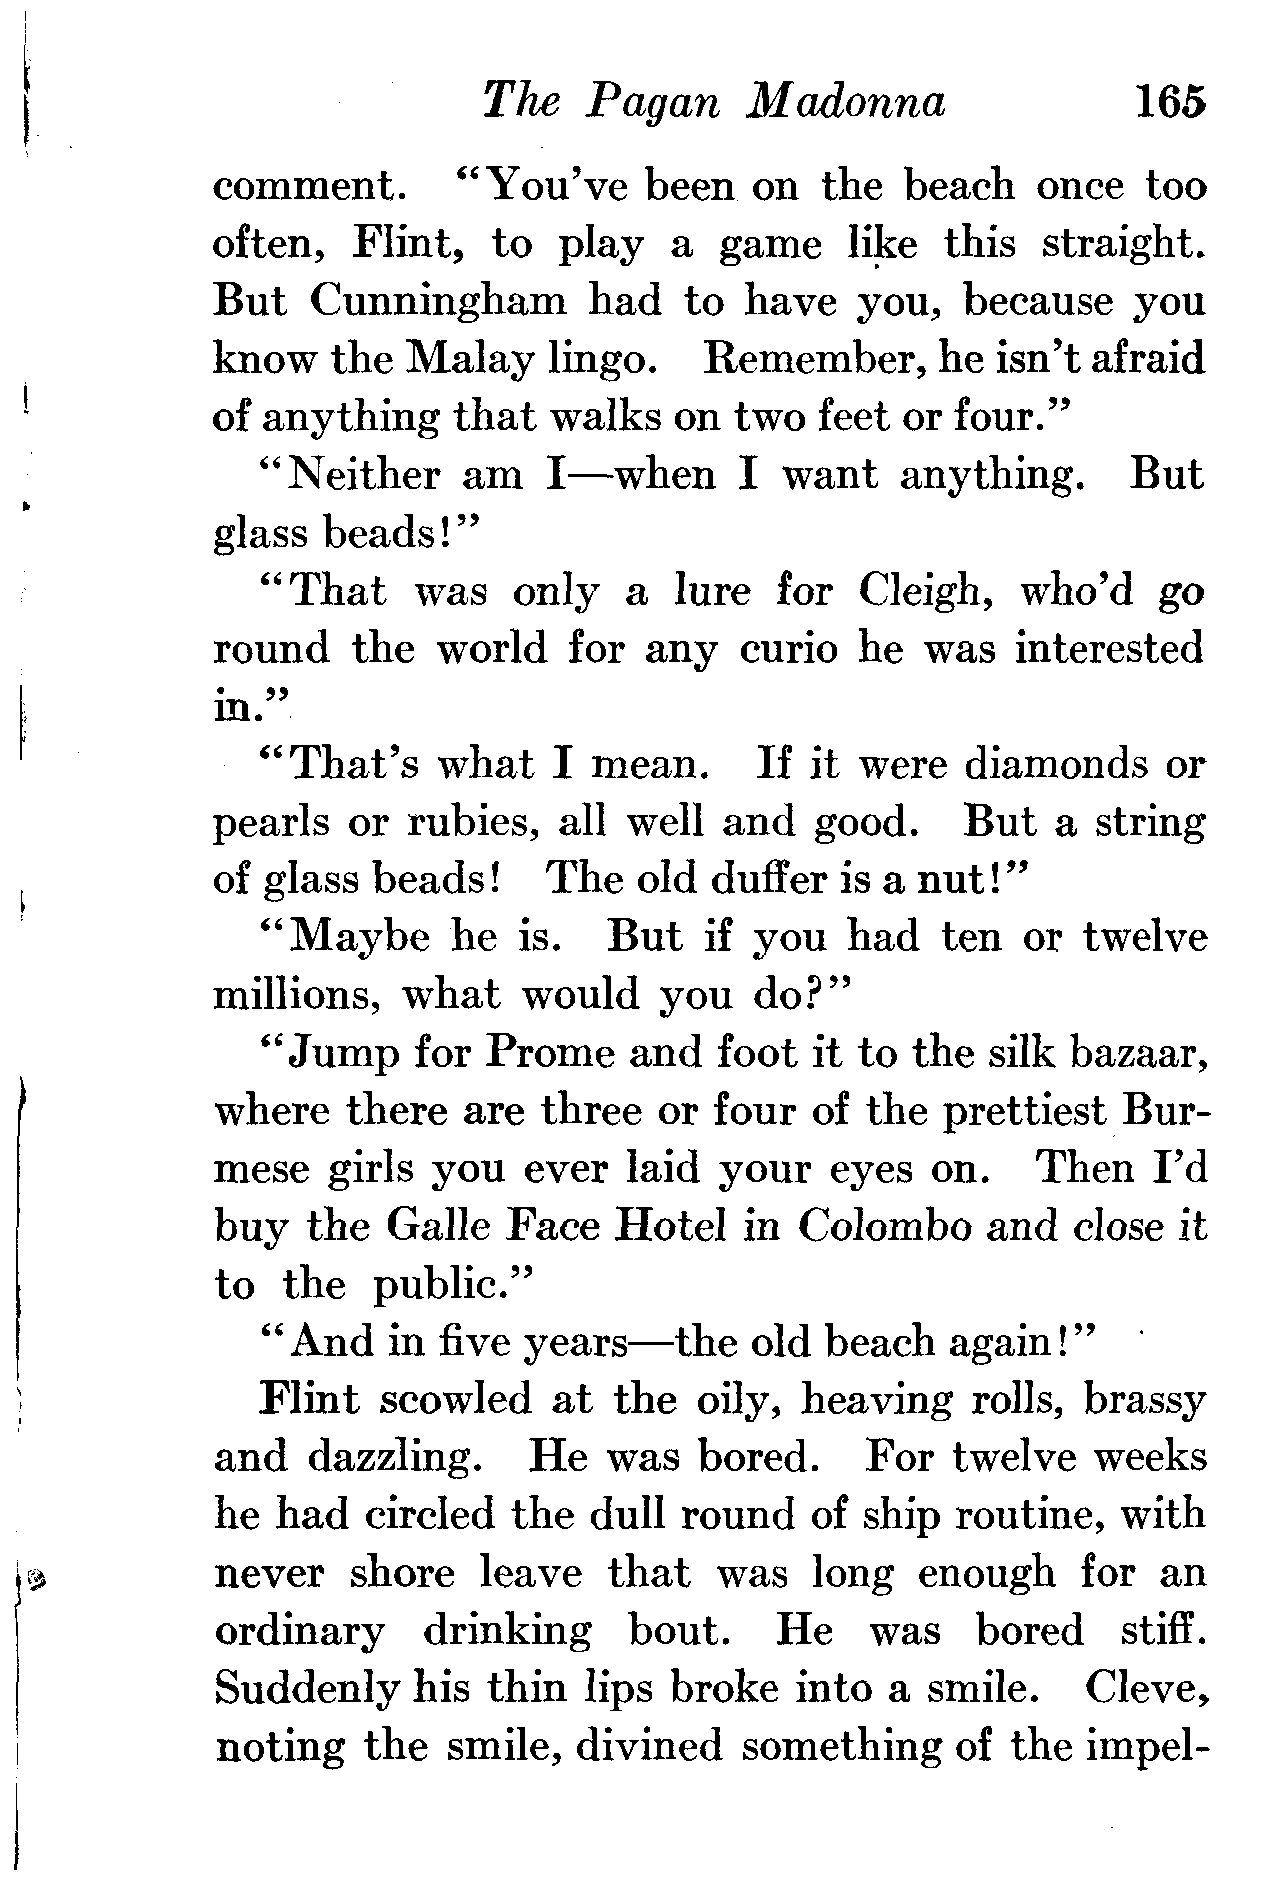 The Pagan Madonna 165
comment. “You’ve been on the beach once too
often, Flint, to play a game like this straight.
But Cunningham had to have you, because you
know the Malay lingo. Remember, he isn’t afraid
of anything that walks on two feet or four.”
“Neither am I—when I want anything. But
glass beads!”
“That was only a lure for Cleigh, who’d go
round the world for any curio he was interested
in.”
“That’s what I mean. If it were diamonds or
pearls or rubies, all well and good. But a string
of glass beads! The old duffer is a nut!”
“Maybe he is. But if you had ten or twelve
millions, what would you do?”
“Jump for Prome and foot it to the silk bazaar,
where there are three or four of the prettiest Bur-
mese girls you ever laid your eyes on. Then I’d
buy the Galle Face Hotel in Colombo and close it
to the public.”
“And in five years—the old beach again!”
Flint scowled at the oily, heaving rolls, brassy
and dazzling. He was bored. For twelve weeks
he had circled the dull round of ship routine, with
never shore leave that was long enough for an
ordinary drinking bout. He was bored stiff.
Suddenly his thin lips broke into a smile. Cleve,
noting the smile, divined something of the impel-